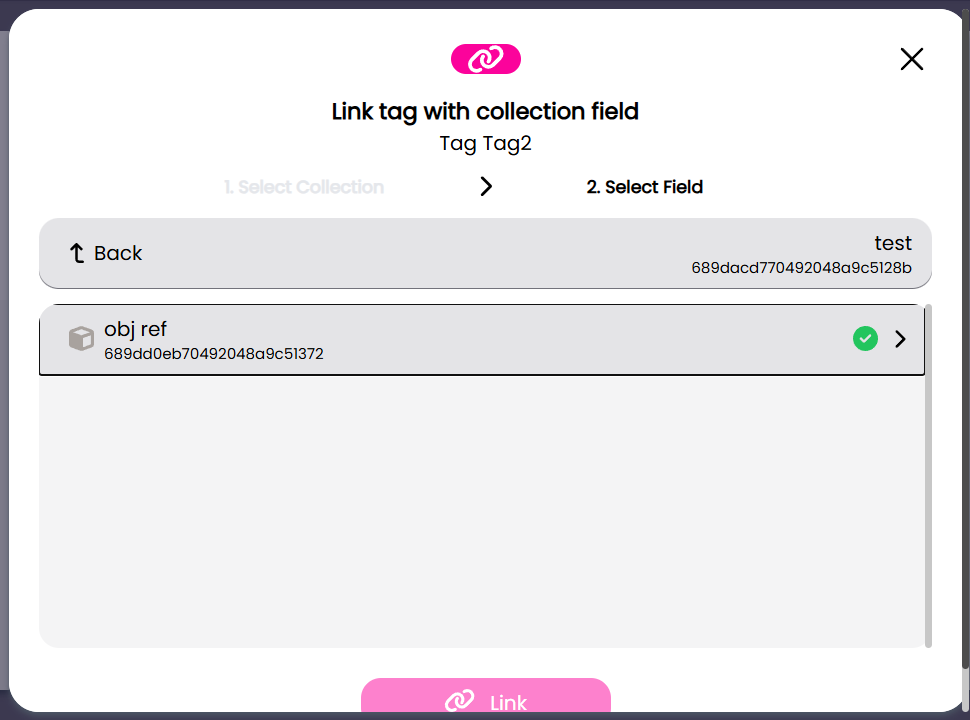 Link tag with collection field
Tag Tag2
1. Select Collection
2. Select Field
Back
test
689dacd770492048a9c5128b
obj ref
689dd0eb70492048a9c51372
Link